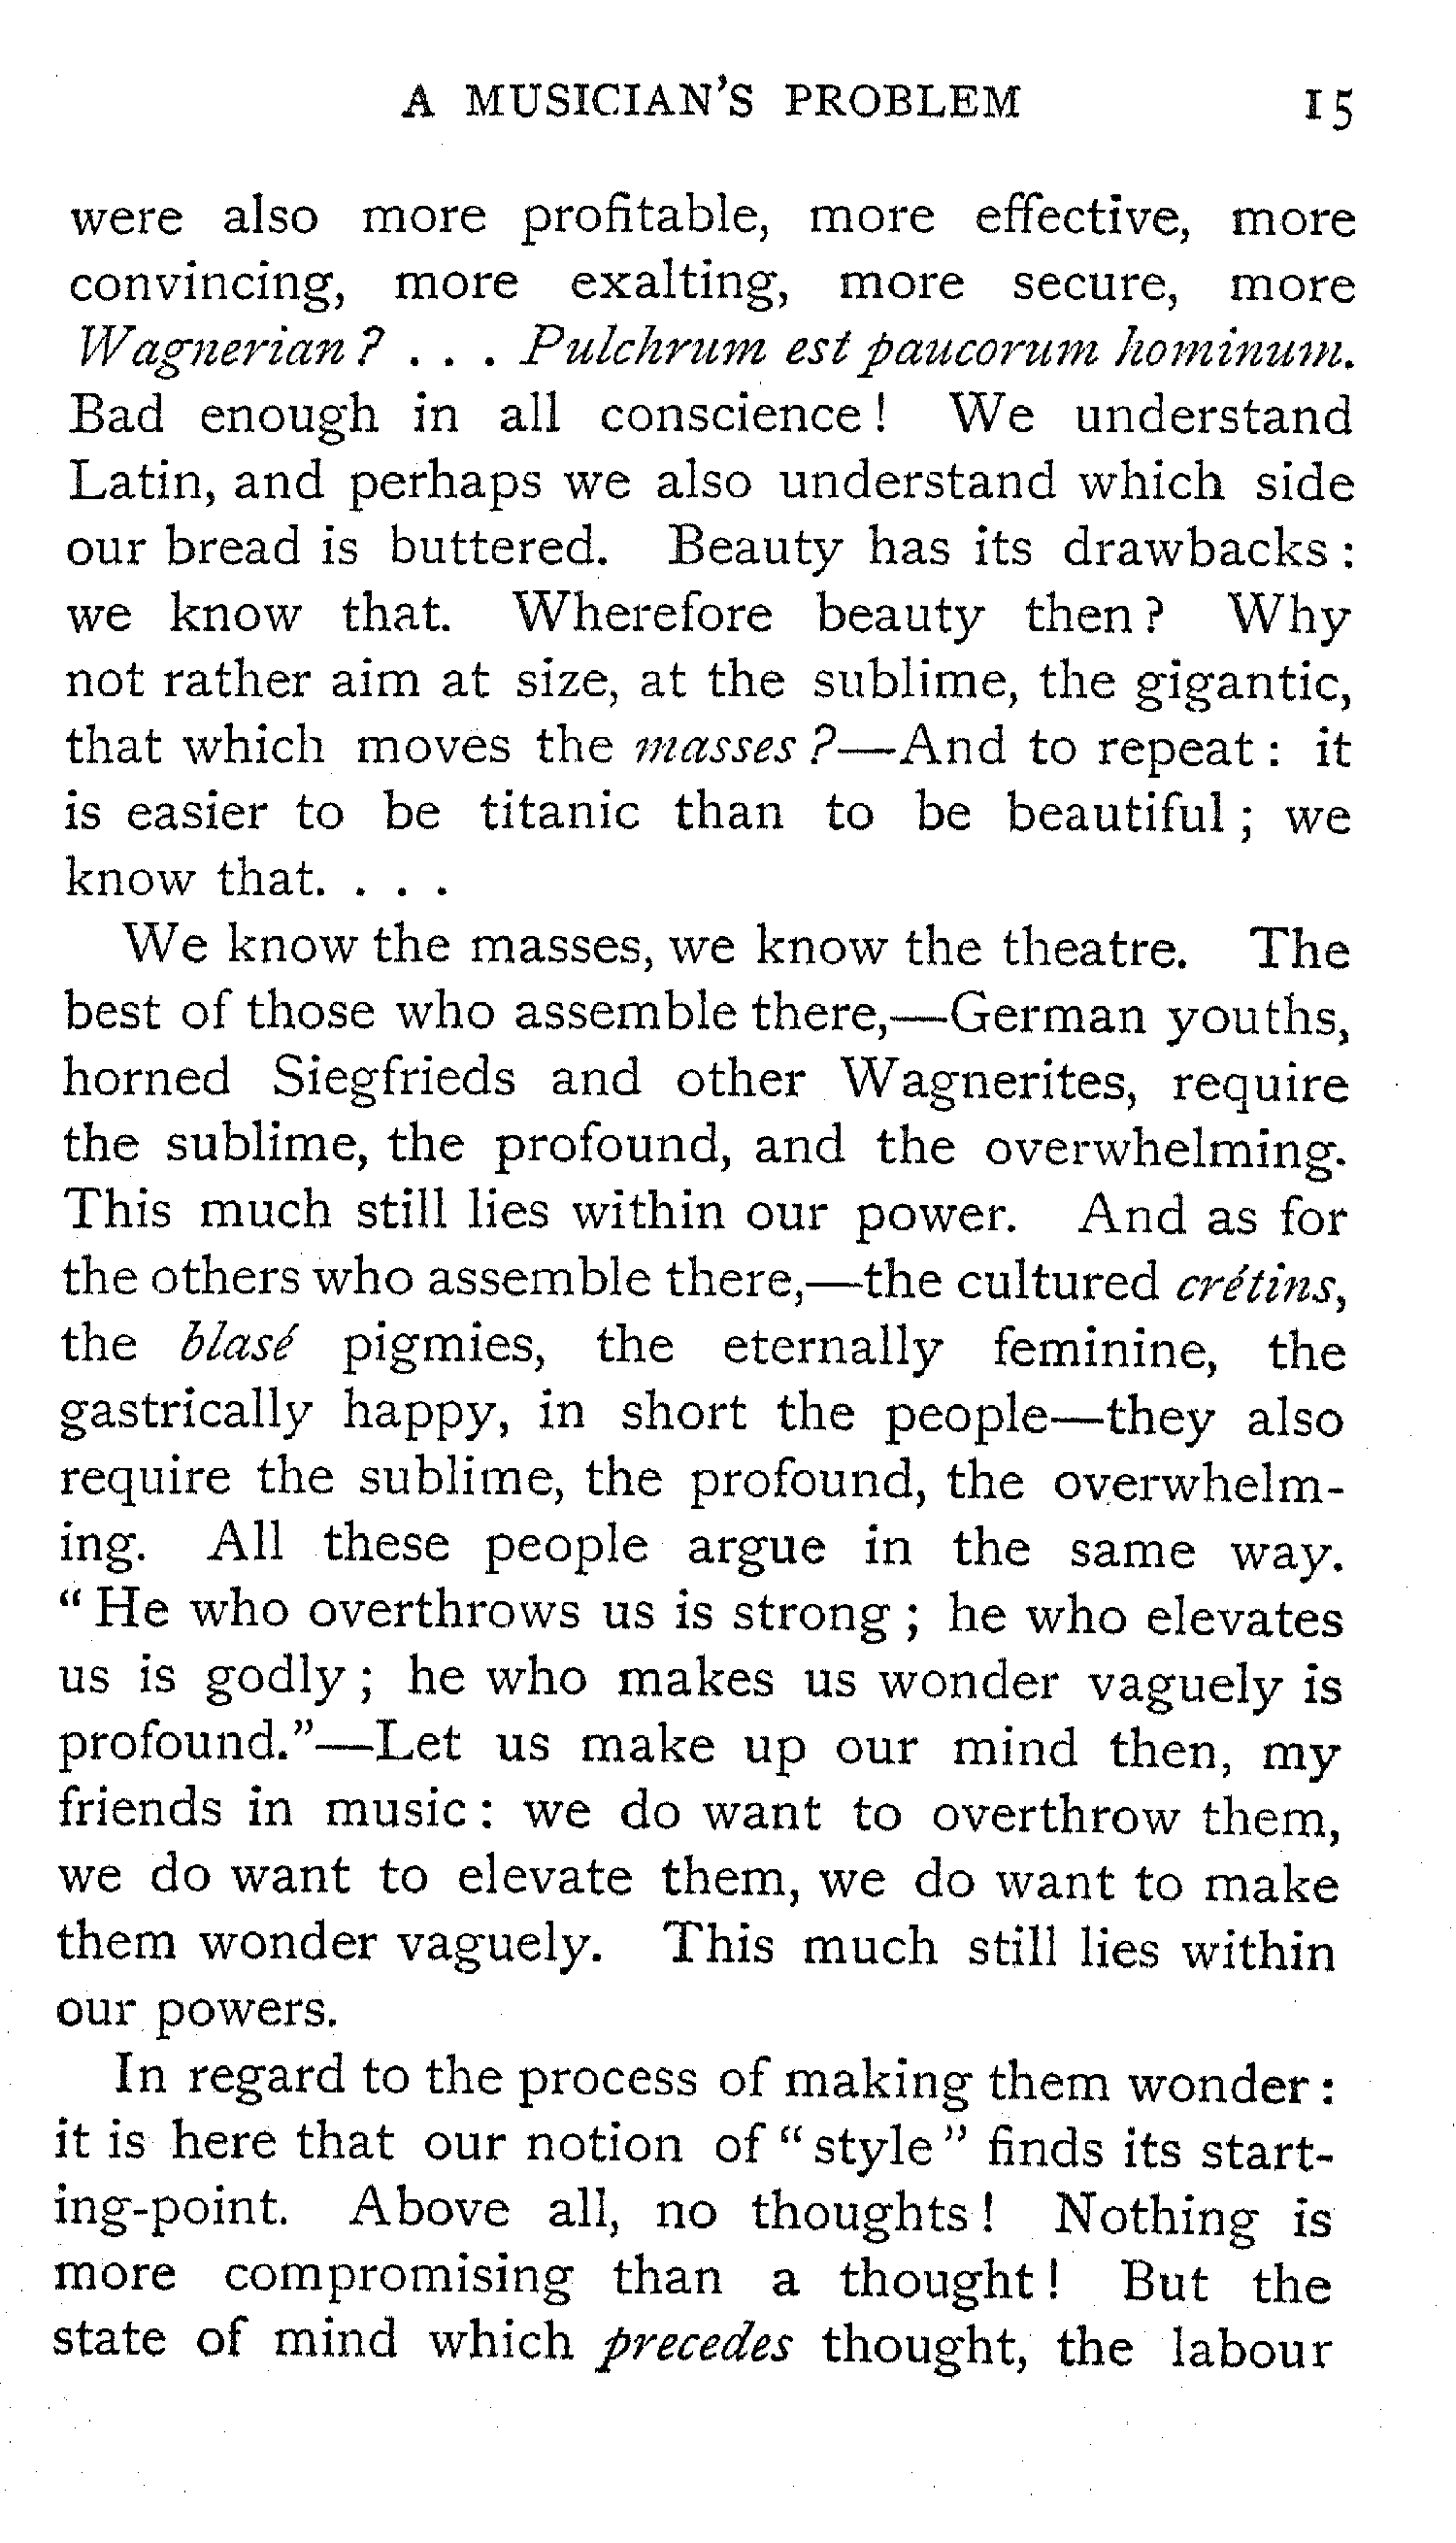 A MUSICIAN'S PROBLEM 15
were also more profitable, more effective, more
convincing, more exalting, more secure, more
Wagnerian? . . . Pulchrum est paucorum hominum.
Bad enough in all conscience! We understand
Latin, and perhaps we also understand which side
our bread is buttered. Beauty has its drawbacks:
we know that. Wherefore beauty then? Why
not rather aim at size, at the sublime, the gigantic,
that which moves the masses?—And to repeat: it
is easier to be titanic than to be beautiful; we
know that. . . .
We know the masses, we know the theatre. The
best of those who assemble there,—German youths,
horned Siegfrieds and other Wagnerites, require
the sublime, the profound, and the overwhelming.
This much still lies within our power. And as for
the others who assemble there,—the cultured crétins,
the blasé pigmies, the eternally feminine, the
gastrically happy, in short the people—they also
require the sublime, the profound, the overwhelm-
ing. All these people argue in the same way.
"He who overthrows us is strong; he who elevates
us is godly; he who makes us wonder vaguely is
profound."—Let us make up our mind then, my
friends in music: we do want to overthrow them,
we do want to elevate them, we do want to make
them wonder vaguely. This much still lies within
our powers.
In regard to the process of making them wonder:
it is here that our notion of "style" finds its start-
ing-point. Above all, no thoughts! Nothing is
more compromising than a thought! But the
state of mind which precedes thought, the labour